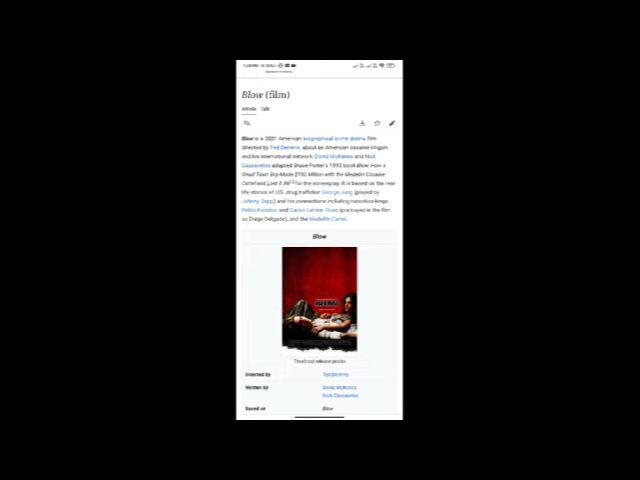 Blow (film)
Article Talk
Blow is a 2001 American biographical crime drama film
directed by Ted Demme, about an American cocaine kingpin
and his international network. David McKenna and Nick
Cassavetes adapted Bruce Porter's 1993 book Blow: How a
Small Town Boy Made $100 Million with the Medellín Cocaine
Cartel and Lost It All for the screenplay. It is based on the real-
life stories of U.S. drug trafficker George Jung (played by
Johnny Depp) and his connections including narcotics kings
Pablo Escobar and Carlos Lehder Rivas (portrayed in the film
as Diego Delgado), and the Medellín Cartel.
Blow
Theatrical release poster
Directed by Ted Demme
Written by David McKenna
Nick Cassavetes
Based on Blow